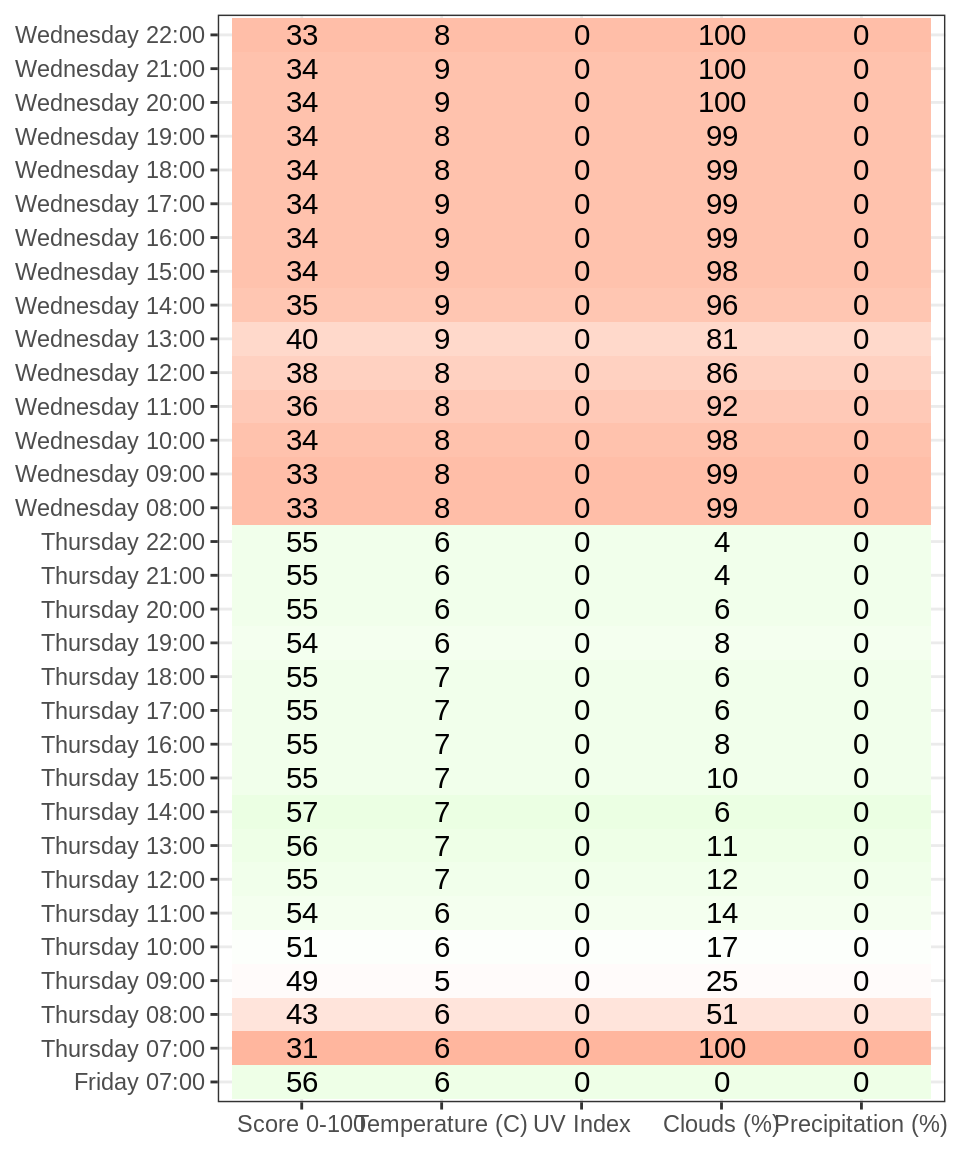 Wednesday 22:00 33 8 0 100 0
Wednesday 21:00 34 9 0 100 0
Wednesday 20:00 34 9 0 100 0
Wednesday 19:00 34 8 0 99 0
Wednesday 18:00 34 8 0 99 0
Wednesday 17:00 34 9 0 99 0
Wednesday 16:00 34 9 0 99 0
Wednesday 15:00 34 9 0 98 0
Wednesday 14:00 35 9 0 96 0
Wednesday 13:00 40 9 0 81 0
Wednesday 12:00 38 8 0 86 0
Wednesday 11:00 36 8 0 92 0
Wednesday 10:00 34 8 0 98 0
Wednesday 09:00 33 8 0 99 0
Wednesday 08:00 33 8 0 99 0
Thursday 22:00 55 6 0 4 0
Thursday 21:00 55 6 0 4 0
Thursday 20:00 55 6 0 6 0
Thursday 19:00 54 6 0 8 0
Thursday 18:00 55 7 0 6 0
Thursday 17:00 55 7 0 6 0
Thursday 16:00 55 7 0 8 0
Thursday 15:00 55 7 0 10 0
Thursday 14:00 57 7 0 6 0
Thursday 13:00 56 7 0 11 0
Thursday 12:00 55 7 0 12 0
Thursday 11:00 54 6 0 14 0
Thursday 10:00 51 6 0 17 0
Thursday 09:00 49 5 0 25 0
Thursday 08:00 43 6 0 51 0
Thursday 07:00 31 6 0 100 0
Friday 07:00 56 6 0 0 0
Score 0-100 Temperature (C) UV Index Clouds (%) Precipitation (%)